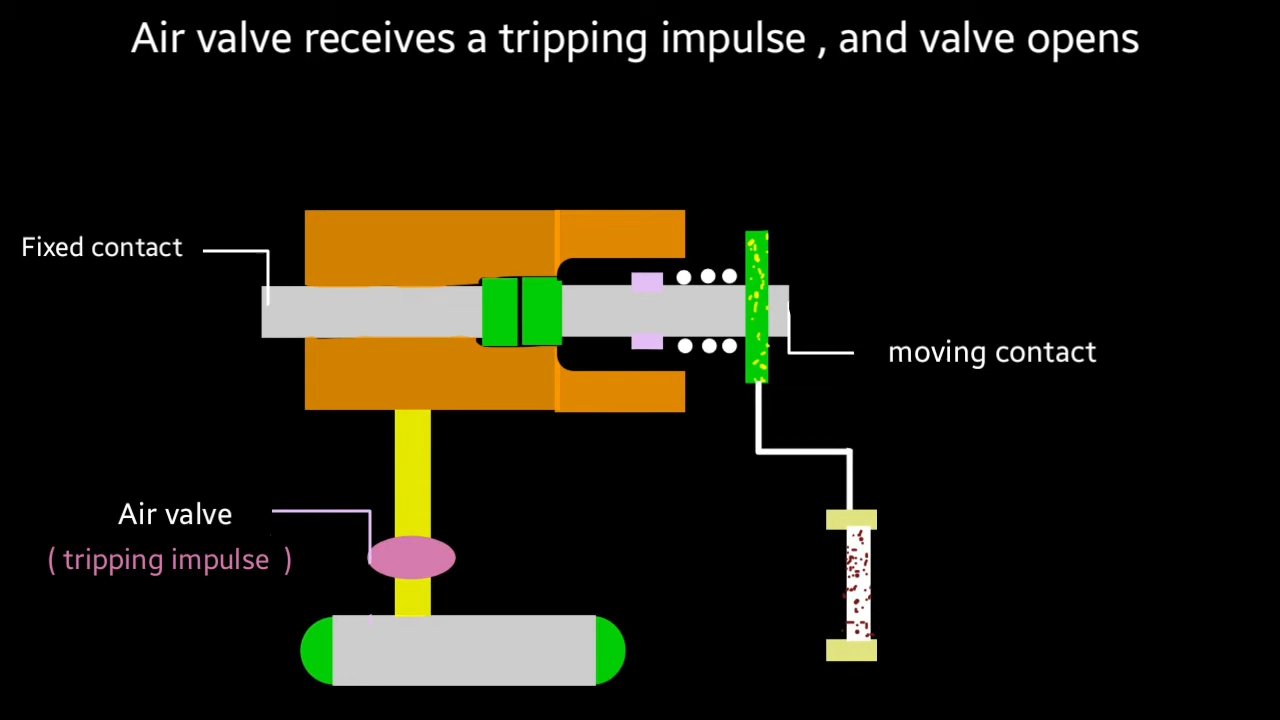 Air valve receives a tripping impulse , and valve opens
Fixed contact
moving contact
Air valve
( tripping impulse )